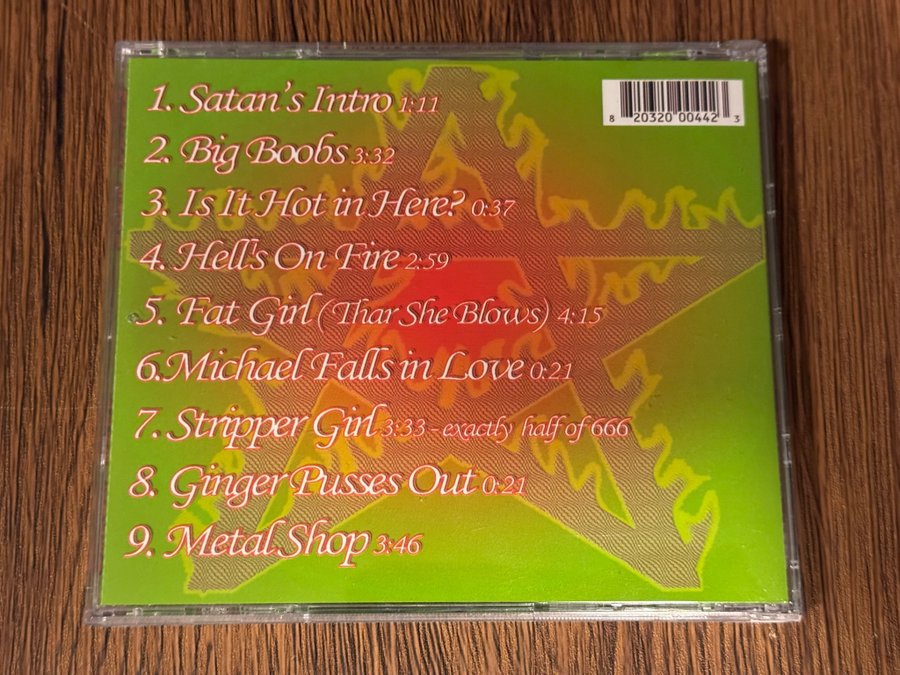 1. Satan's Intro 1:11
8 20320 00442 3
2. Big Boobs 3:32
3. Is It Hot in Here? 0:37
4. Hell's On Fire 2:59
5. Fat Girl (Thar She Blows) 4:15
6. Michael Falls in Love 0:21
7. Stripper Girl 3:33 - exactly half of 666
8. Ginger Pusses Out 0:21
9. Metal Shop 3:46